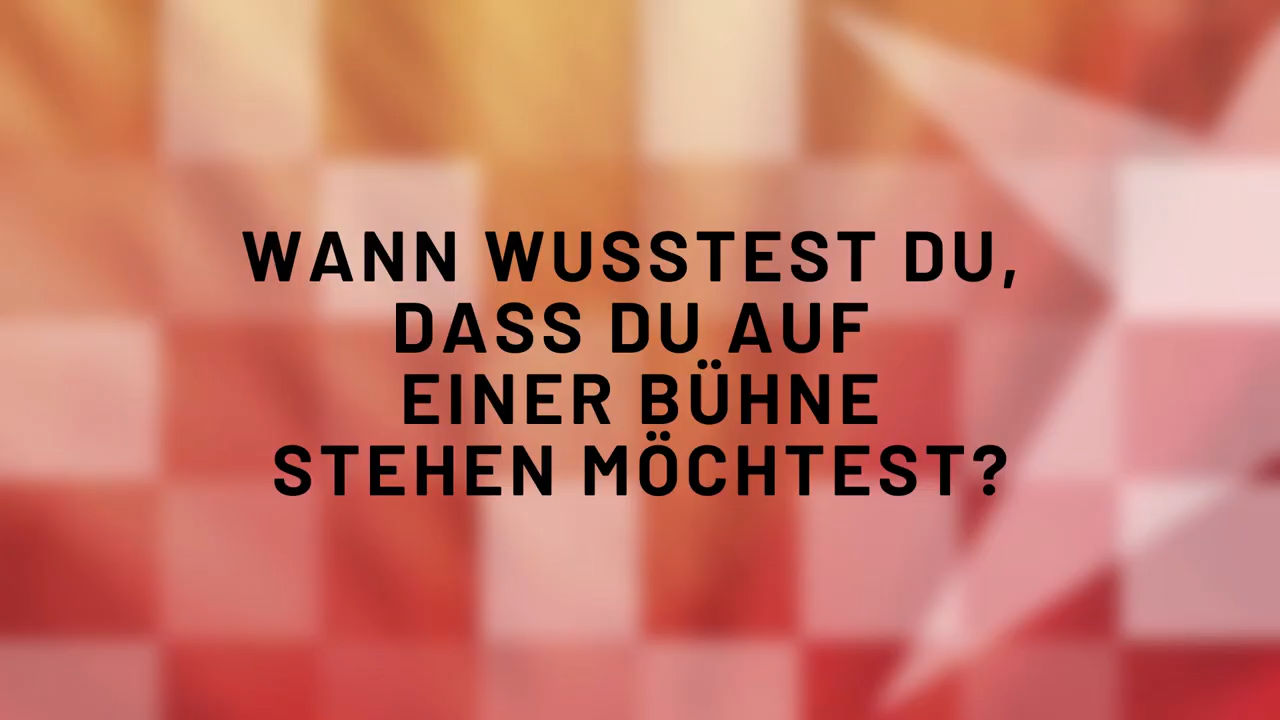 WANN WUSSTEST DU,
DASS DU AUF
EINER BÜHNE
STEHEN MÖCHTEST?